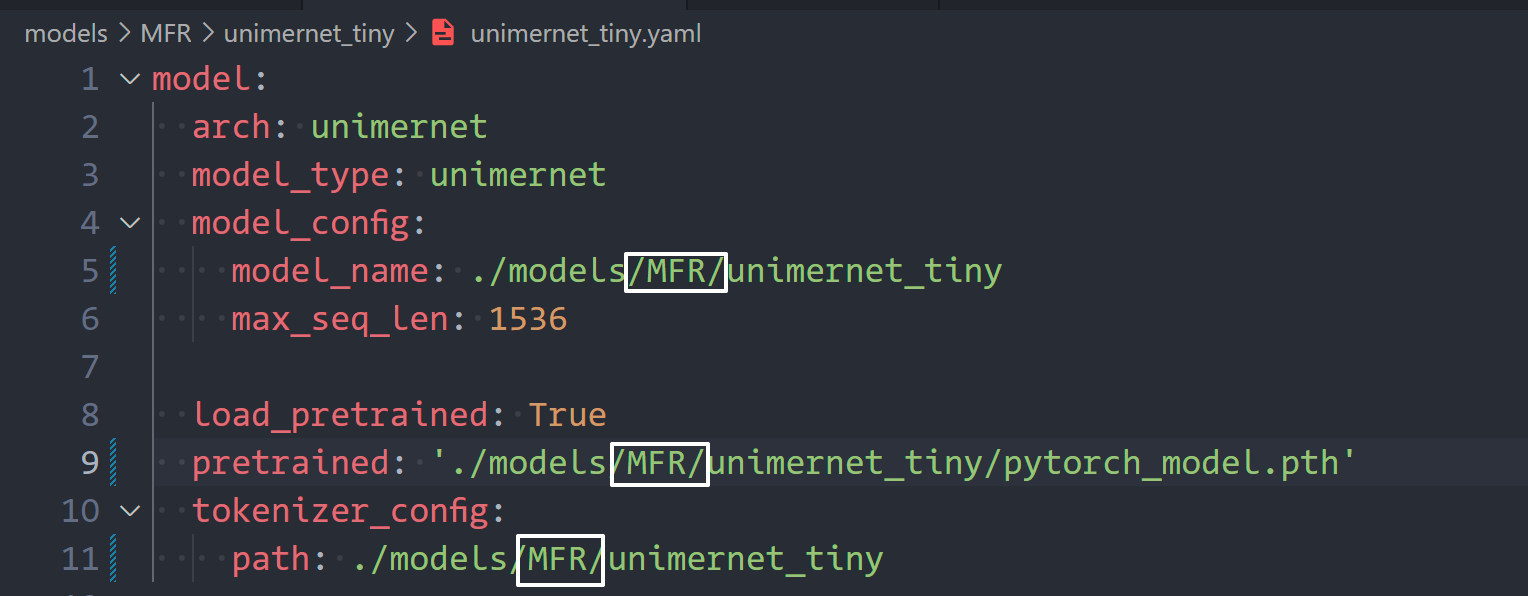 models > MFR > unimernet_tiny > unimernet_tiny.yaml
1 model:
2 arch: unimernet
3 model_type: unimernet
4 model_config:
5 model_name: ./models/MFR/unimernet_tiny
6 max_seq_len: 1536
7
8 load_pretrained: True
9 pretrained: './models/MFR/unimernet_tiny/pytorch_model.pth'
10 tokenizer_config:
11 path: ./models/MFR/unimernet_tiny